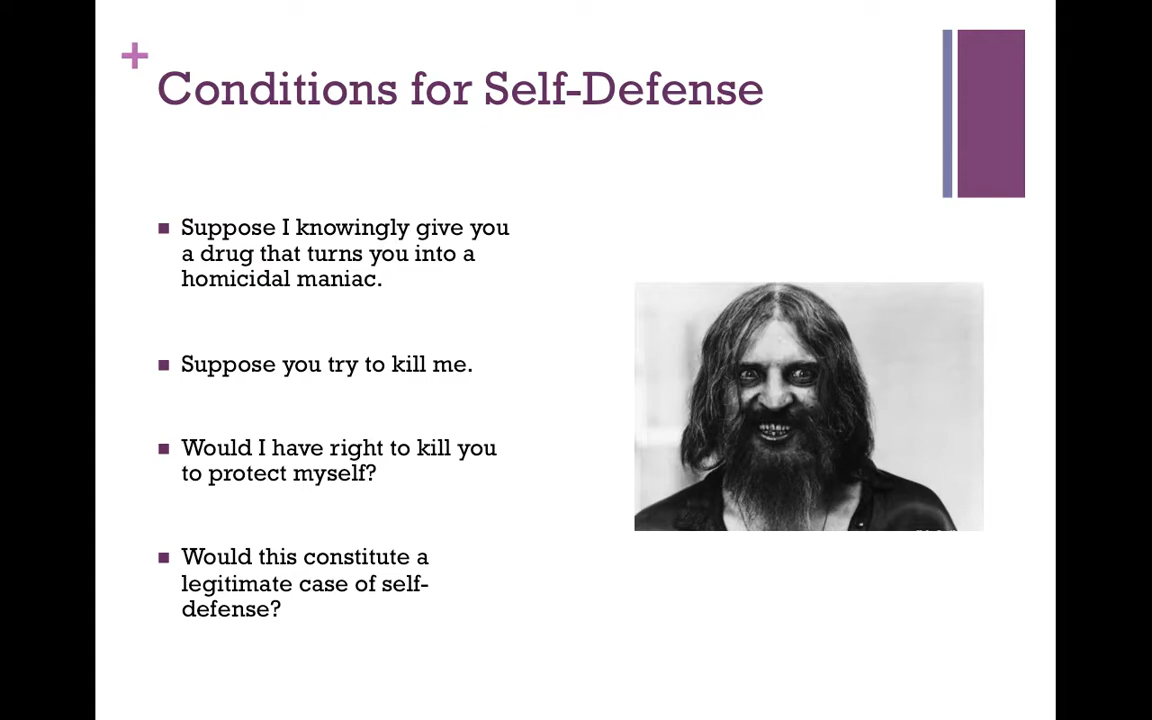 +
Conditions for Self-Defense
Suppose I knowingly give you
a drug that turns you into a
homicidal maniac.
Suppose you try to kill me.
Would I have right to kill you
to protect myself?
Would this constitute a
legitimate case of self-
defense?